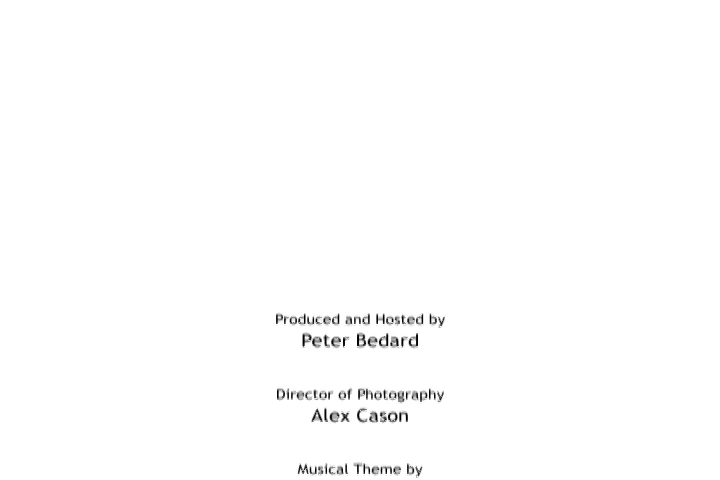 Produced and Hosted by
Peter Bedard
Director of Photography
Alex Cason
Musical Theme by